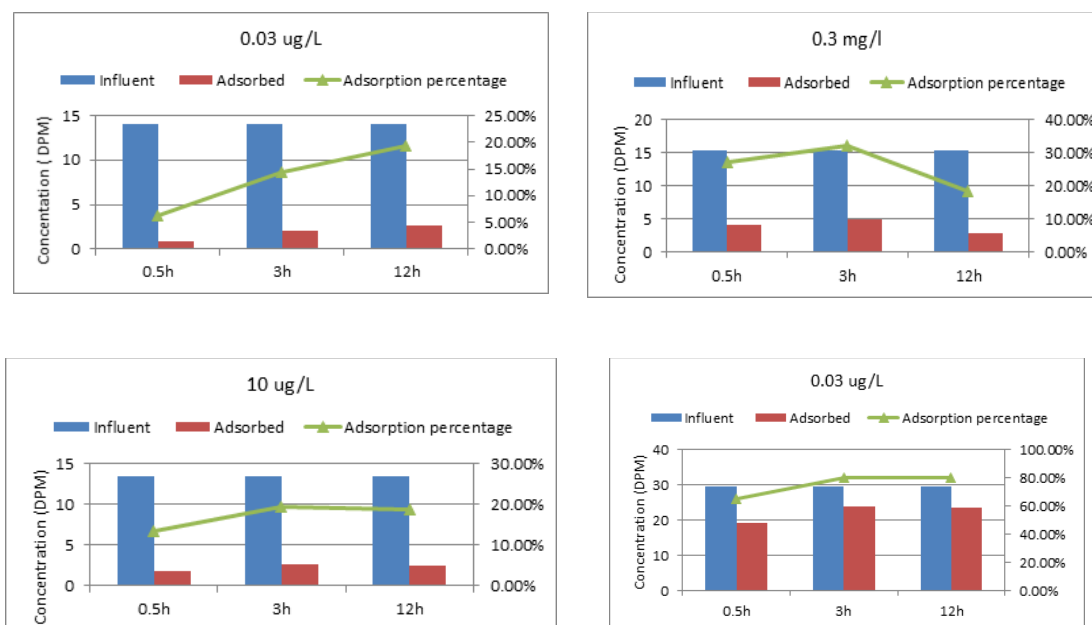 0.03 ug/L
Influent Adsorbed Adsorption percentage
Concentation ( DPM)
15
10
5
0
25.00%
20.00%
15.00%
10.00%
5.00%
0.00%
0.5h 3h 12h
0.3 mg/l
Influent Adsorbed Adsorption percentage
Concentration (DPM)
20
15
10
5
0
40.00%
30.00%
20.00%
10.00%
0.00%
0.5h 3h 12h
10 ug/L
Influent Adsorbed Adsorption percentage
Concentration (DPM)
15
10
5
0
30.00%
20.00%
10.00%
0.00%
0.5h 3h 12h
0.03 ug/L
Influent Adsorbed Adsorption percentage
Concentration (DPM)
40
30
20
10
0
100.00%
80.00%
60.00%
40.00%
20.00%
0.00%
0.5h 3h 12h